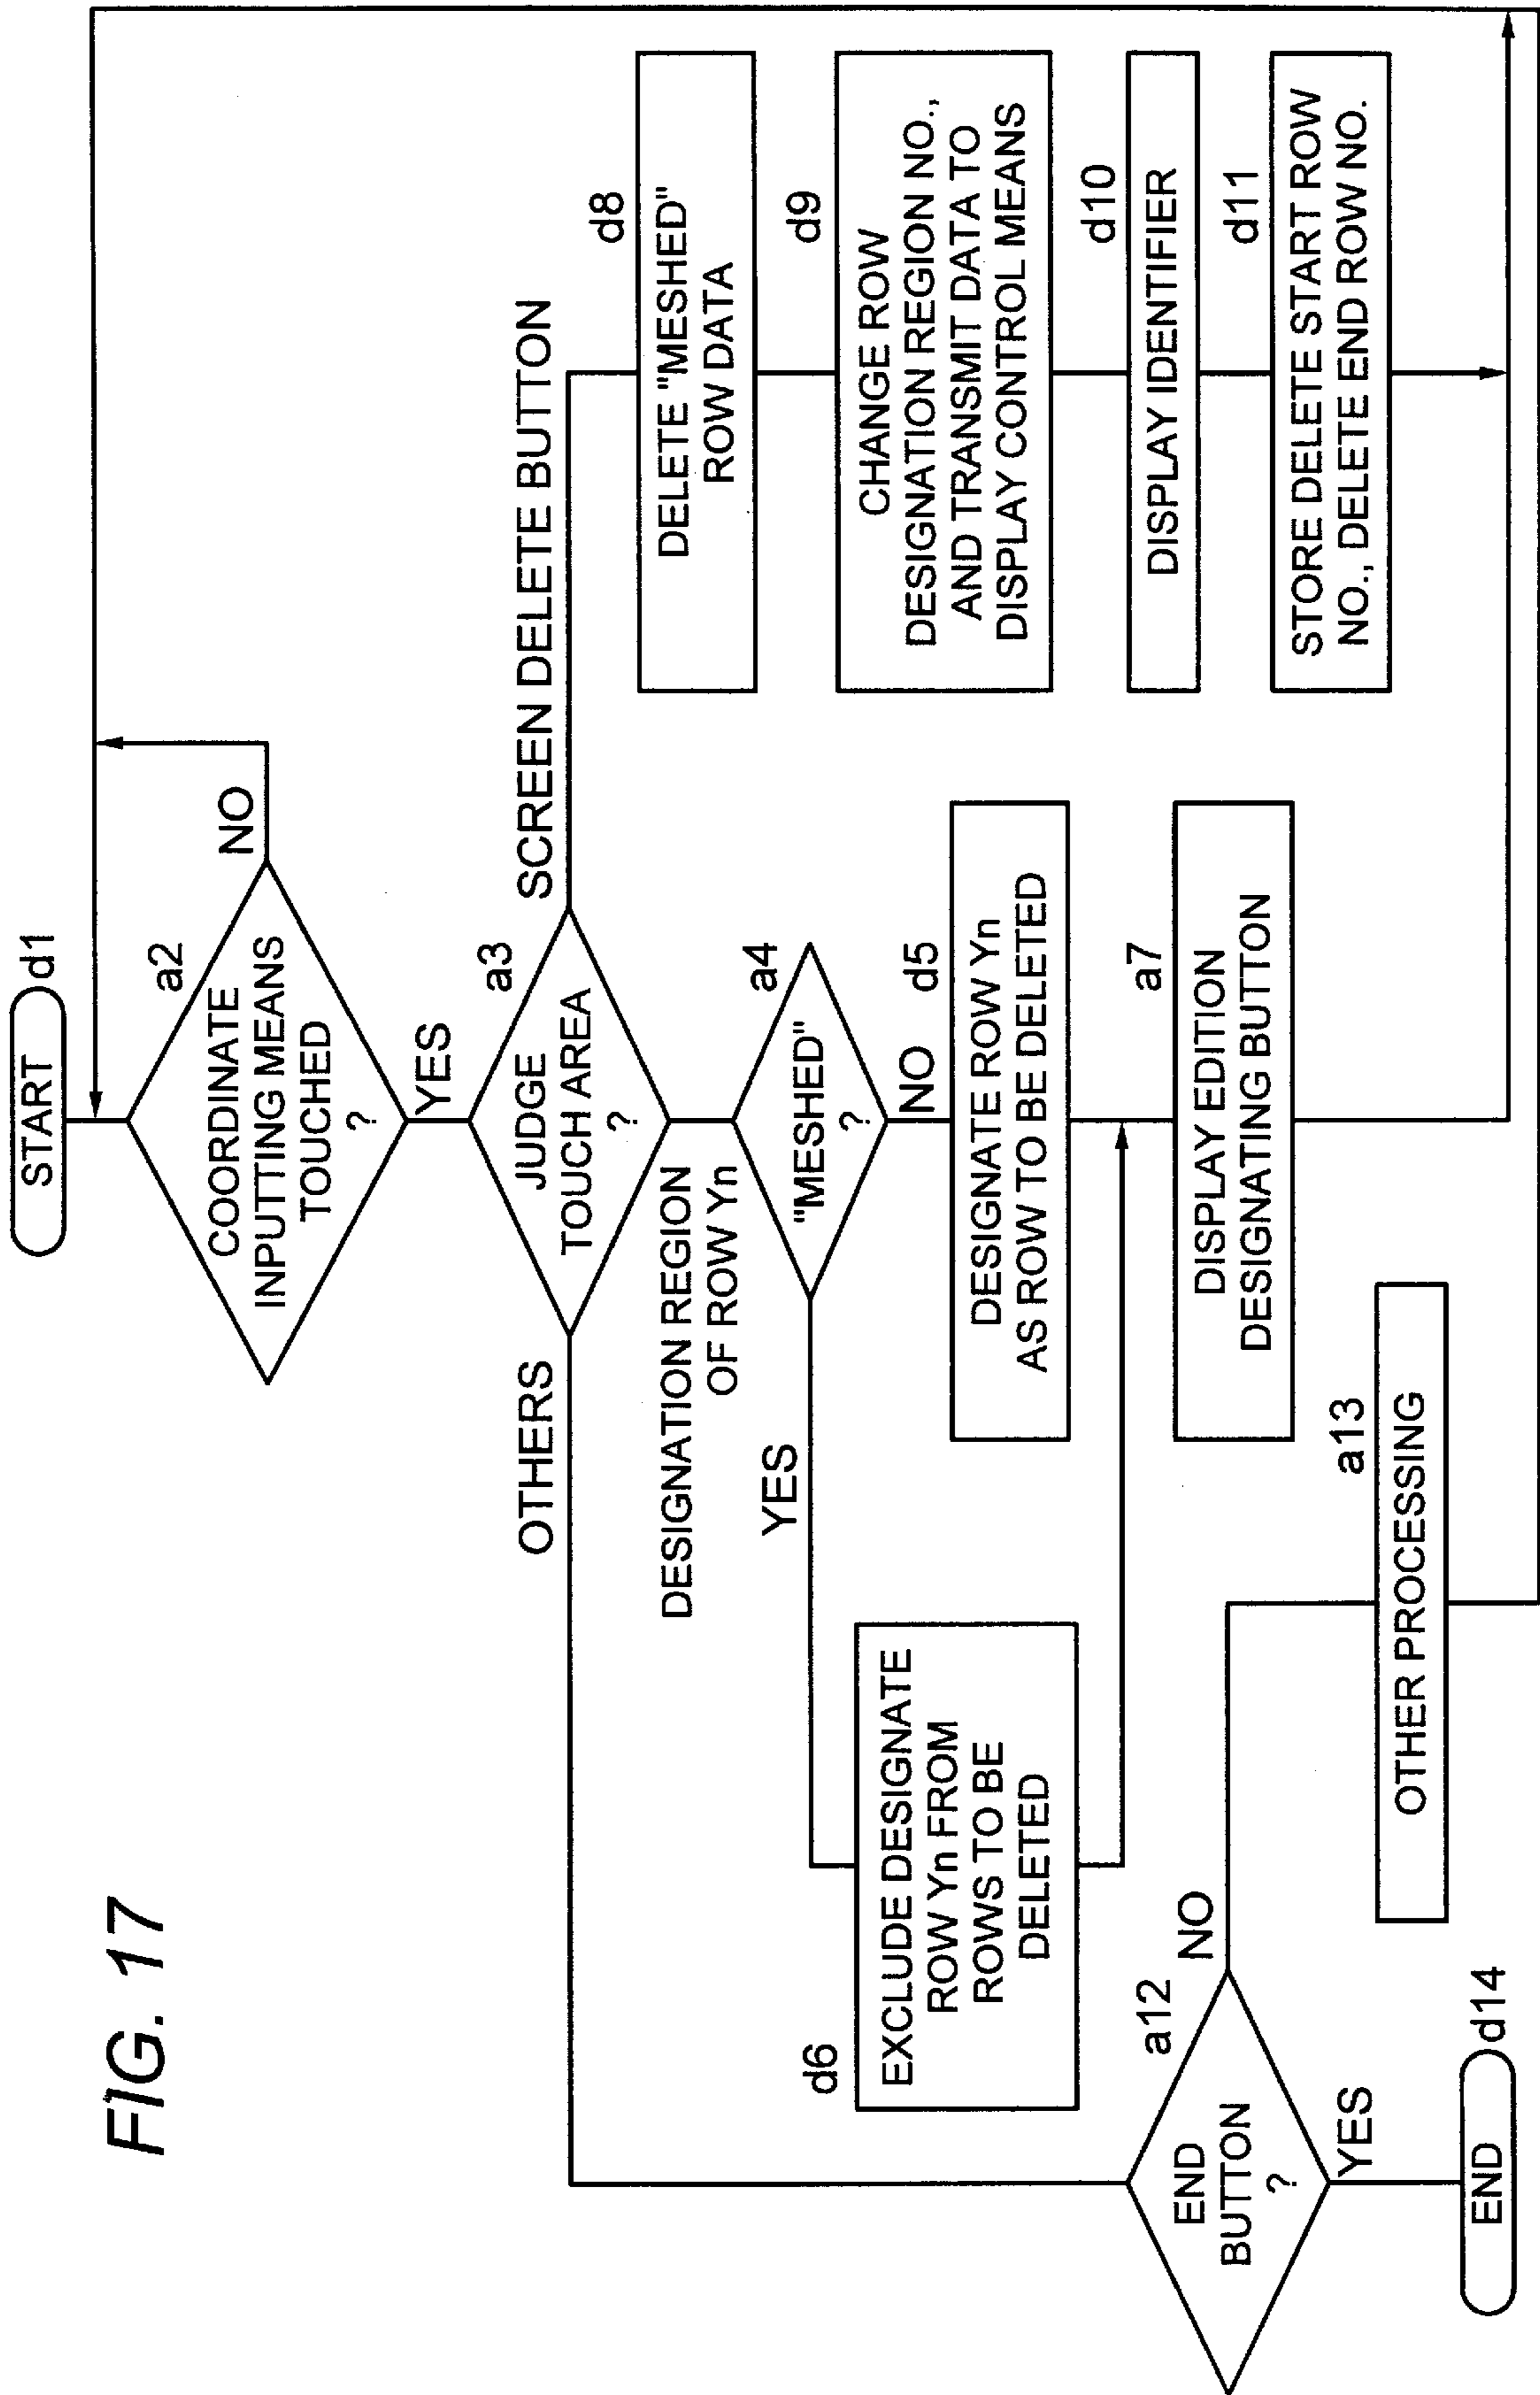 FIG. 17
START
d1
a2
COORDINATE
INPUTTING MEANS
TOUCHED
?
NO
YES
a3
JUDGE
TOUCH AREA
?
OTHERS
SCREEN DELETE BUTTON
DESIGNATION REGION
OF ROW Yn
a4
"MESHED"
?
YES
NO
d5
DESIGNATE ROW Yn
AS ROW TO BE DELETED
d6
EXCLUDE DESIGNATE
ROW Yn FROM
ROWS TO BE
DELETED
a7
DISPLAY EDITION
DESIGNATING BUTTON
d8
DELETE "MESHED"
ROW DATA
d9
CHANGE ROW
DESIGNATION REGION NO.,
AND TRANSMIT DATA TO
DISPLAY CONTROL MEANS
d10
DISPLAY IDENTIFIER
d11
STORE DELETE START ROW
NO., DELETE END ROW NO.
a12
END
BUTTON
?
NO
YES
a13
OTHER PROCESSING
END
d14